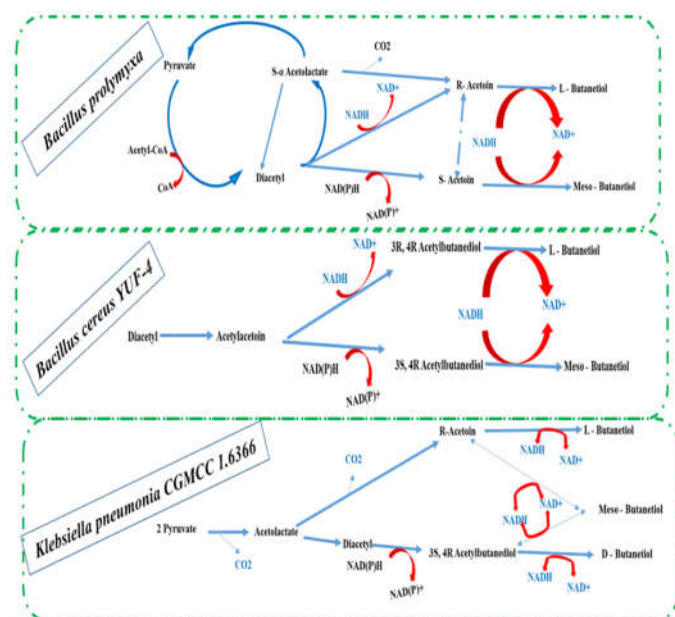 Bacillus prolymyxa
Pyruvate
S-α Acetolactate
CO2
R- Acetoin
L - Butanetiol
NAD+
NADH
Acetyl-CoA
CoA
Diacetyl
NADH
NAD+
NAD(P)H
NAD(P)+
S- Acetoin
Meso - Butanetiol
Bacillus cereus YUF-4
NAD+
3R, 4R Acetylbutanediol
L - Butanetiol
NADH
NADH
NAD+
Diacetyl
Acetylacetoin
NAD(P)H
3S, 4R Acetylbutanediol
Meso - Butanetiol
NAD(P)+
Klebsiella pneumonia CGMCC 1.6366
R-Acetoin
L - Butanetiol
NADH
NAD+
CO2
NAD+
Meso - Butanetiol
NADH
2 Pyruvate
Acetolactate
CO2
Diacetyl
NAD(P)H
3S, 4R Acetylbutanediol
D - Butanetiol
NADH
NAD+
NAD(P)+